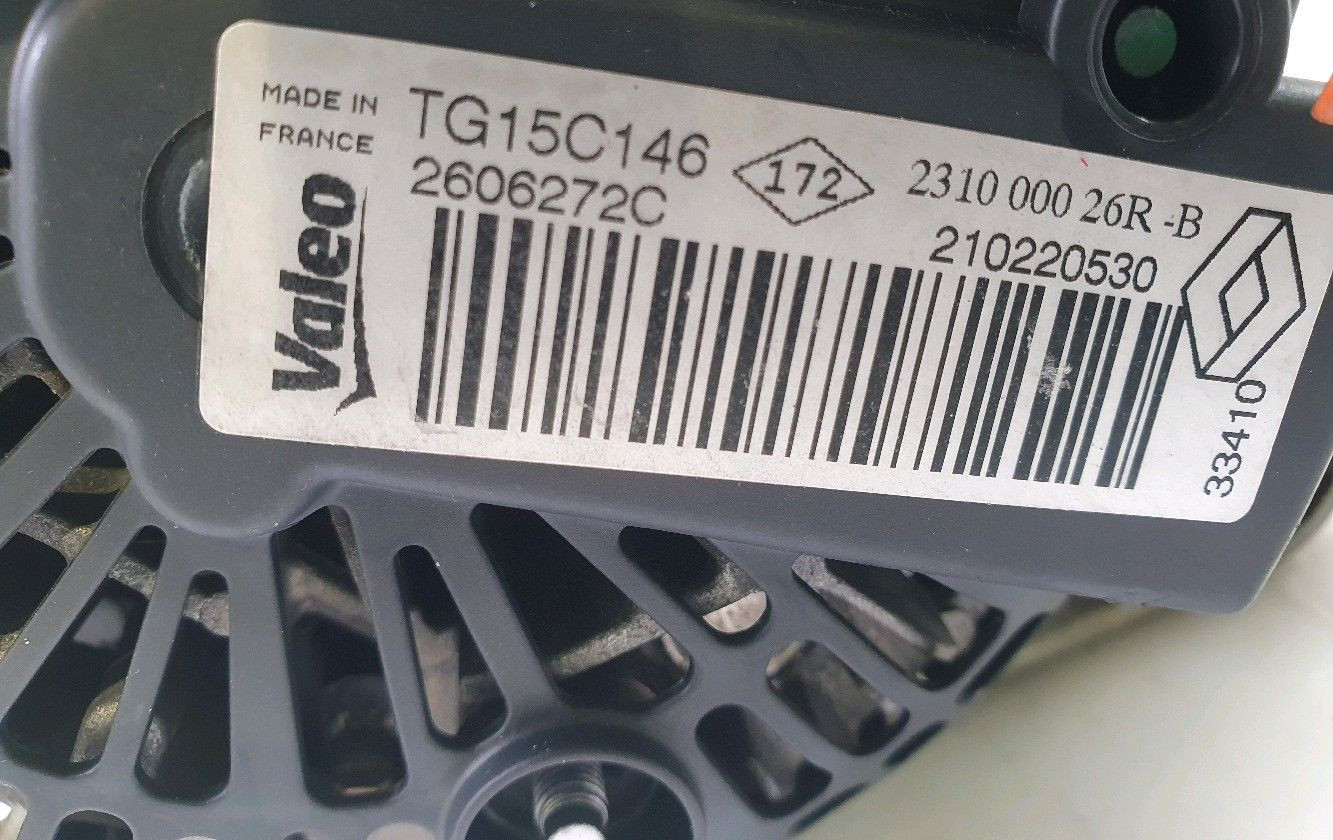 MADE IN
FRANCE
Valeo
TG15C146
2606272C
172
2310 000 26R -B
210220530
33410